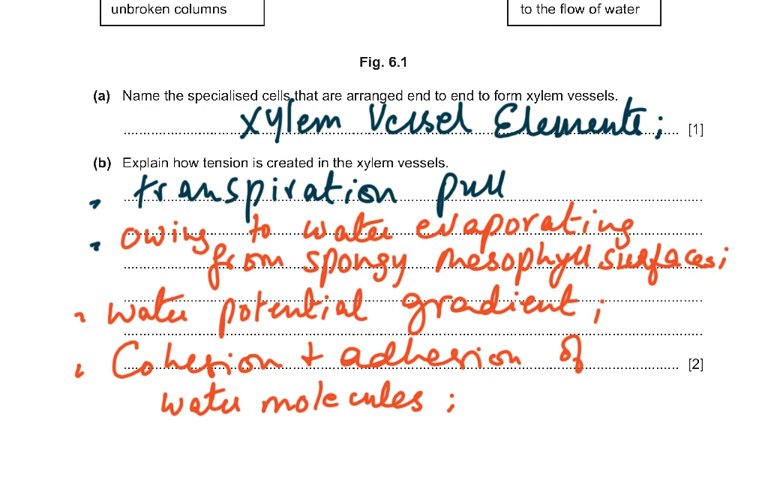 unbroken columns
to the flow of water
Fig. 6.1
(a) Name the specialised cells that are arranged end to end to form xylem vessels.
xylem Vessel Elements; [1]
(b) Explain how tension is created in the xylem vessels.
transpiration pull
owing to water evaporating
from spongy mesophyll surfaces;
water potential gradient;
Cohesion + adhesion of [2]
water molecules;